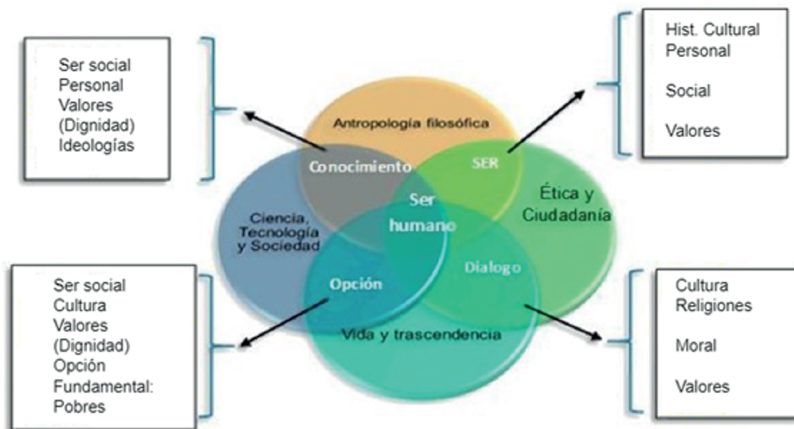 Ser social
Personal
Valores
(Dignidad)
Ideologías
Hist. Cultural
Personal
Social
Valores
Antropología filosófica
Conocimiento
SER
Ser
humano
Ética y
Ciudadanía
Ciencia,
Tecnología
y Sociedad
Opción
Dialogo
Vida y trascendencia
Ser social
Cultura
Valores
(Dignidad)
Opción
Fundamental:
Pobres
Cultura
Religiones
Moral
Valores